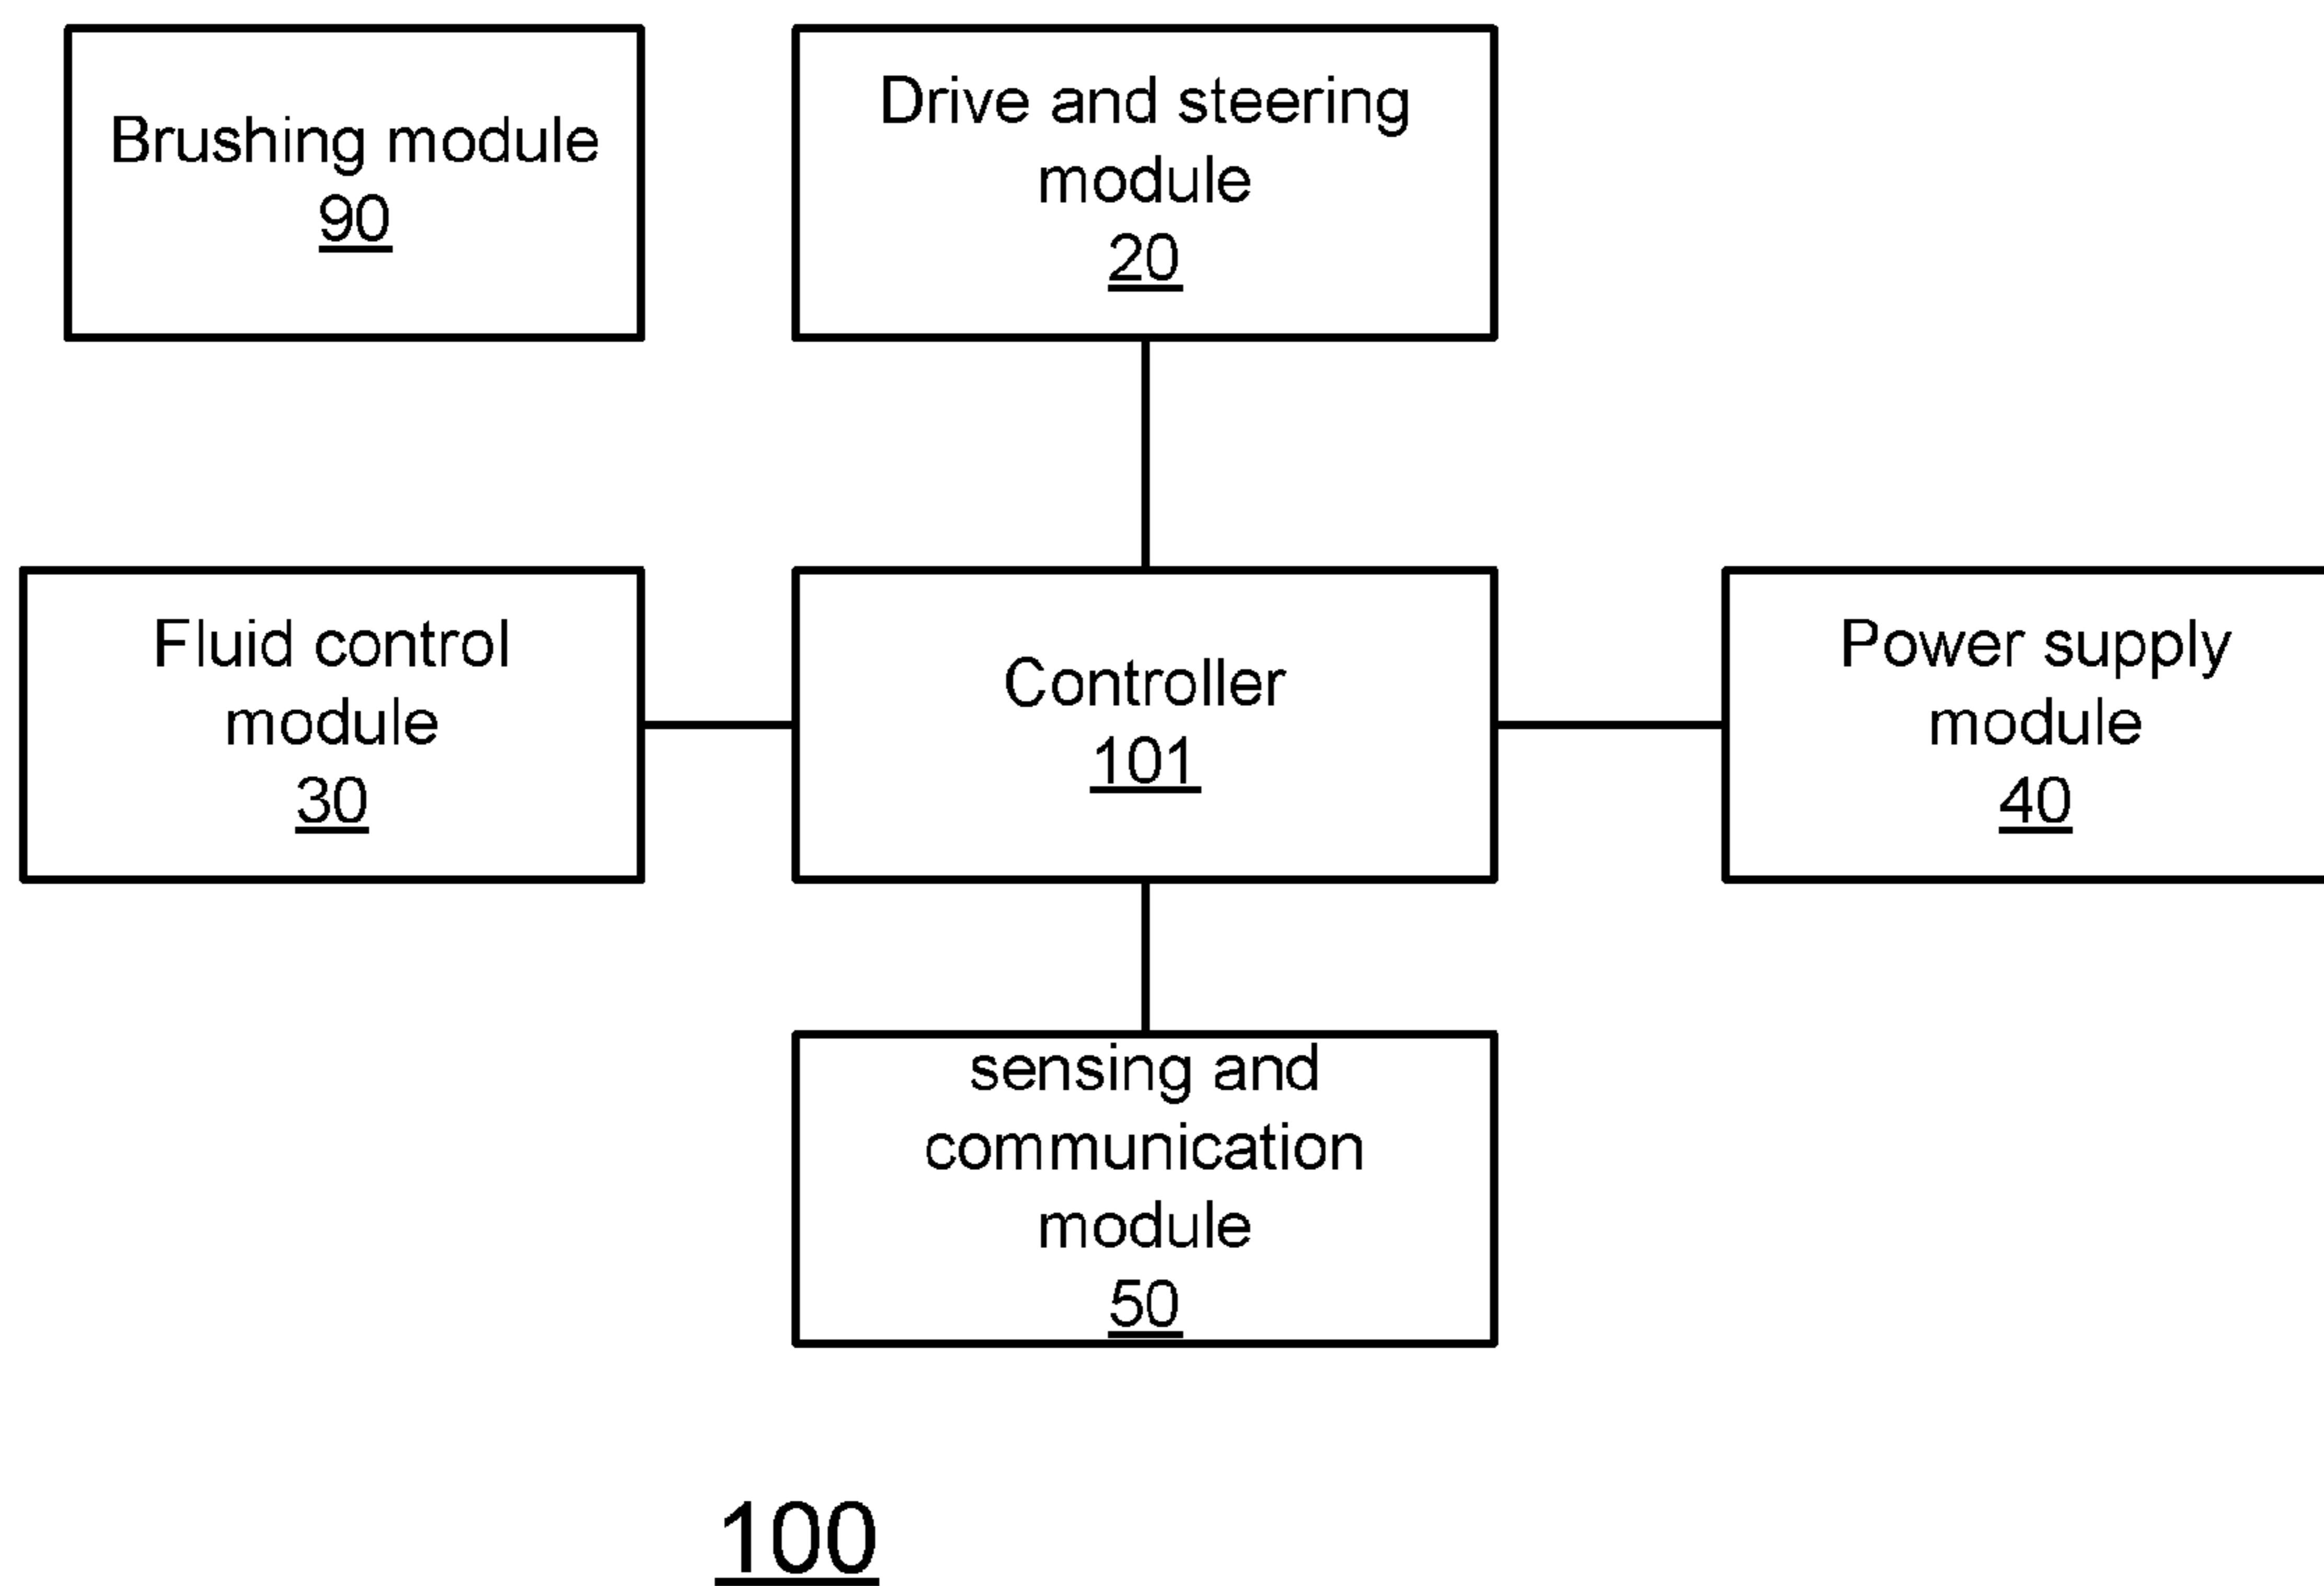 Brushing module
90
Drive and steering
module
20
Fluid control
module
30
Controller
101
Power supply
module
40
sensing and
communication
module
50
100